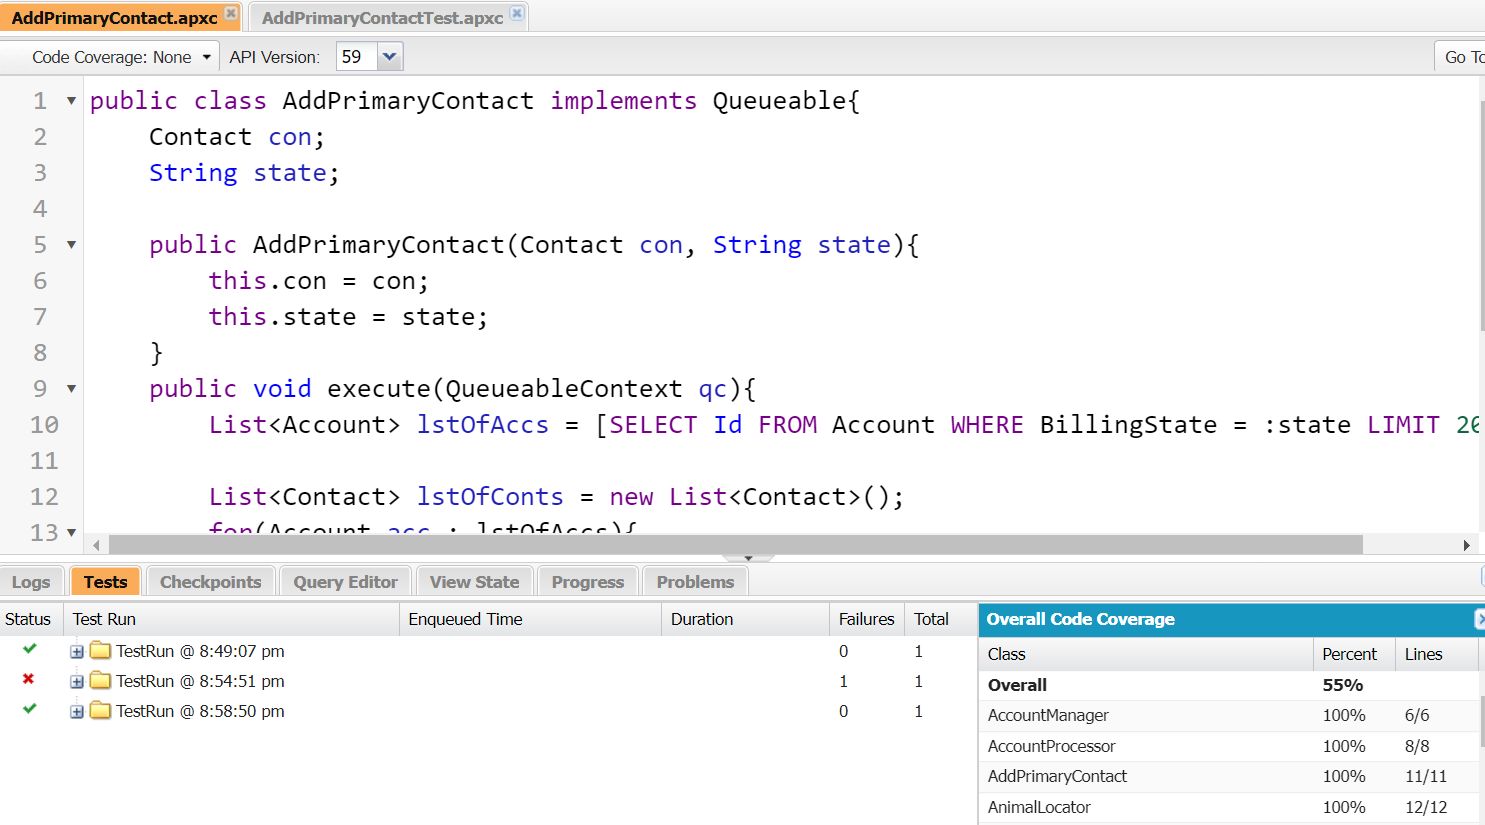 AddPrimaryContact.apxc AddPrimaryContactTest.apxc
Code Coverage: None API Version: 59 Go To
1 public class AddPrimaryContact implements Queueable{
2 Contact con;
3 String state;
4
5 public AddPrimaryContact(Contact con, String state){
6 this.con = con;
7 this.state = state;
8 }
9 public void execute(QueueableContext qc){
10 List<Account> lstOfAccs = [SELECT Id FROM Account WHERE BillingState = :state LIMIT 20
11
12 List<Contact> lstOfConts = new List<Contact>();
13 for(Account acc : lstOfAccs){
Logs Tests Checkpoints Query Editor View State Progress Problems
Status Test Run Enqueued Time Duration Failures Total
TestRun @ 8:49:07 pm 0 1
TestRun @ 8:54:51 pm 1 1
TestRun @ 8:58:50 pm 0 1
Overall Code Coverage
Class Percent Lines
Overall 55%
AccountManager 100% 6/6
AccountProcessor 100% 8/8
AddPrimaryContact 100% 11/11
AnimalLocator 100% 12/12